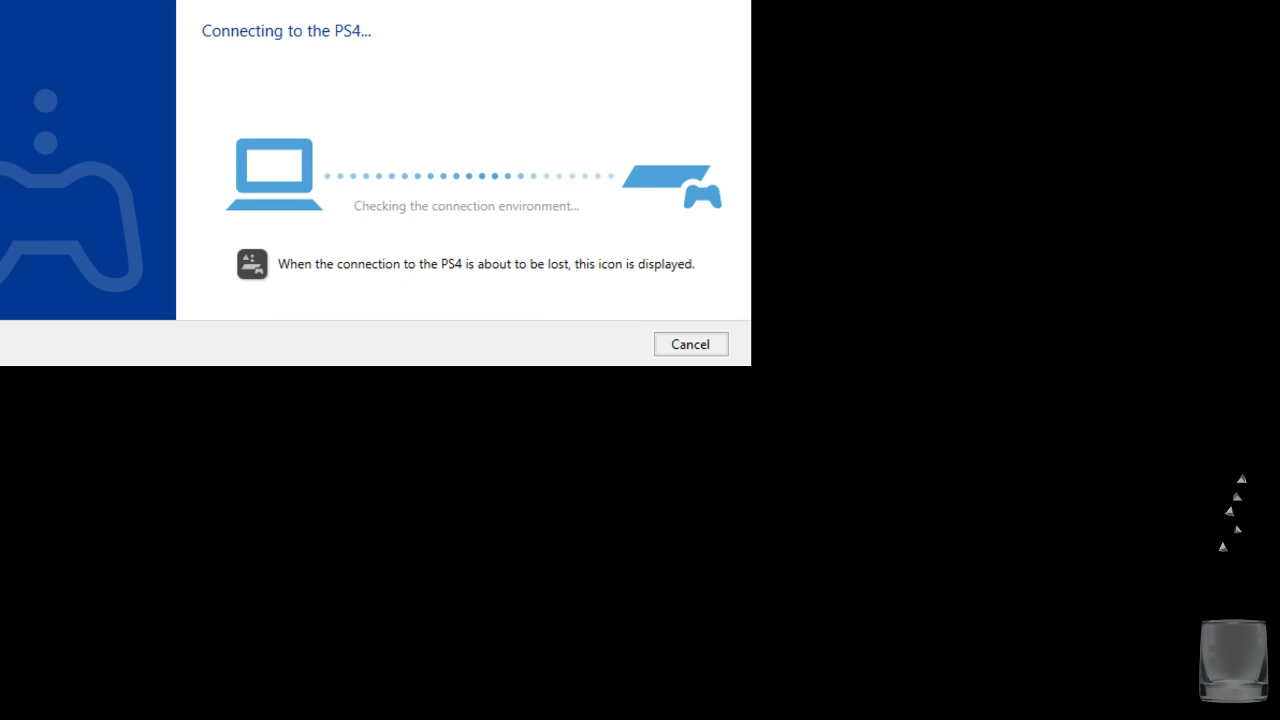 Connecting to the PS4...
Checking the connection environment...
When the connection to the PS4 is about to be lost, this icon is displayed.
Cancel